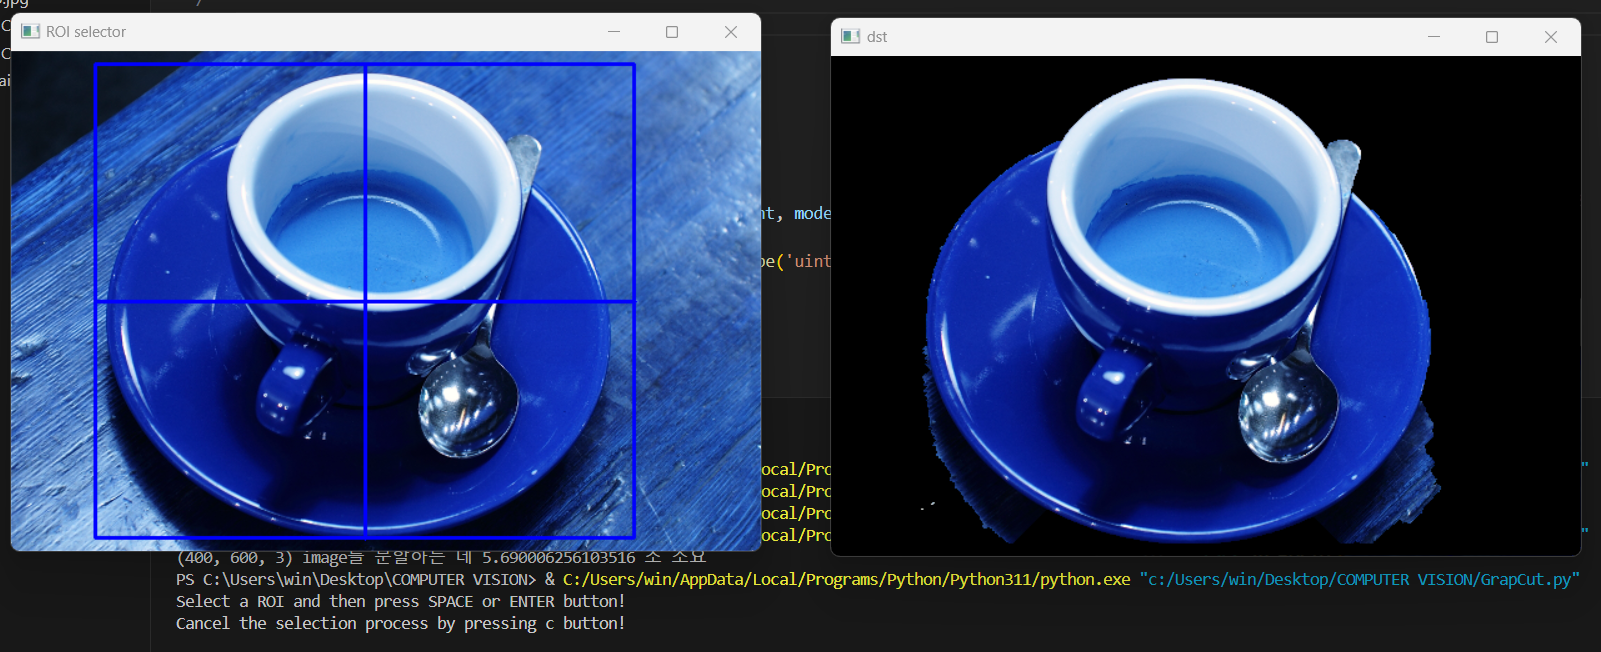 .jpg
7
C
C
ai
ROI selector
dst
nt, mode
pe('uint
ocal/Pro
"
ocal/Pro
ocal/Pro
ocal/Pro
"
(400, 600, 3) image를 분할하는 데 5.690006256103516 초 소요
PS C:\Users\win\Desktop\COMPUTER VISION> & C:/Users/win/AppData/Local/Programs/Python/Python311/python.exe "c:/Users/win/Desktop/COMPUTER VISION/GrapCut.py"
Select a ROI and then press SPACE or ENTER button!
Cancel the selection process by pressing c button!